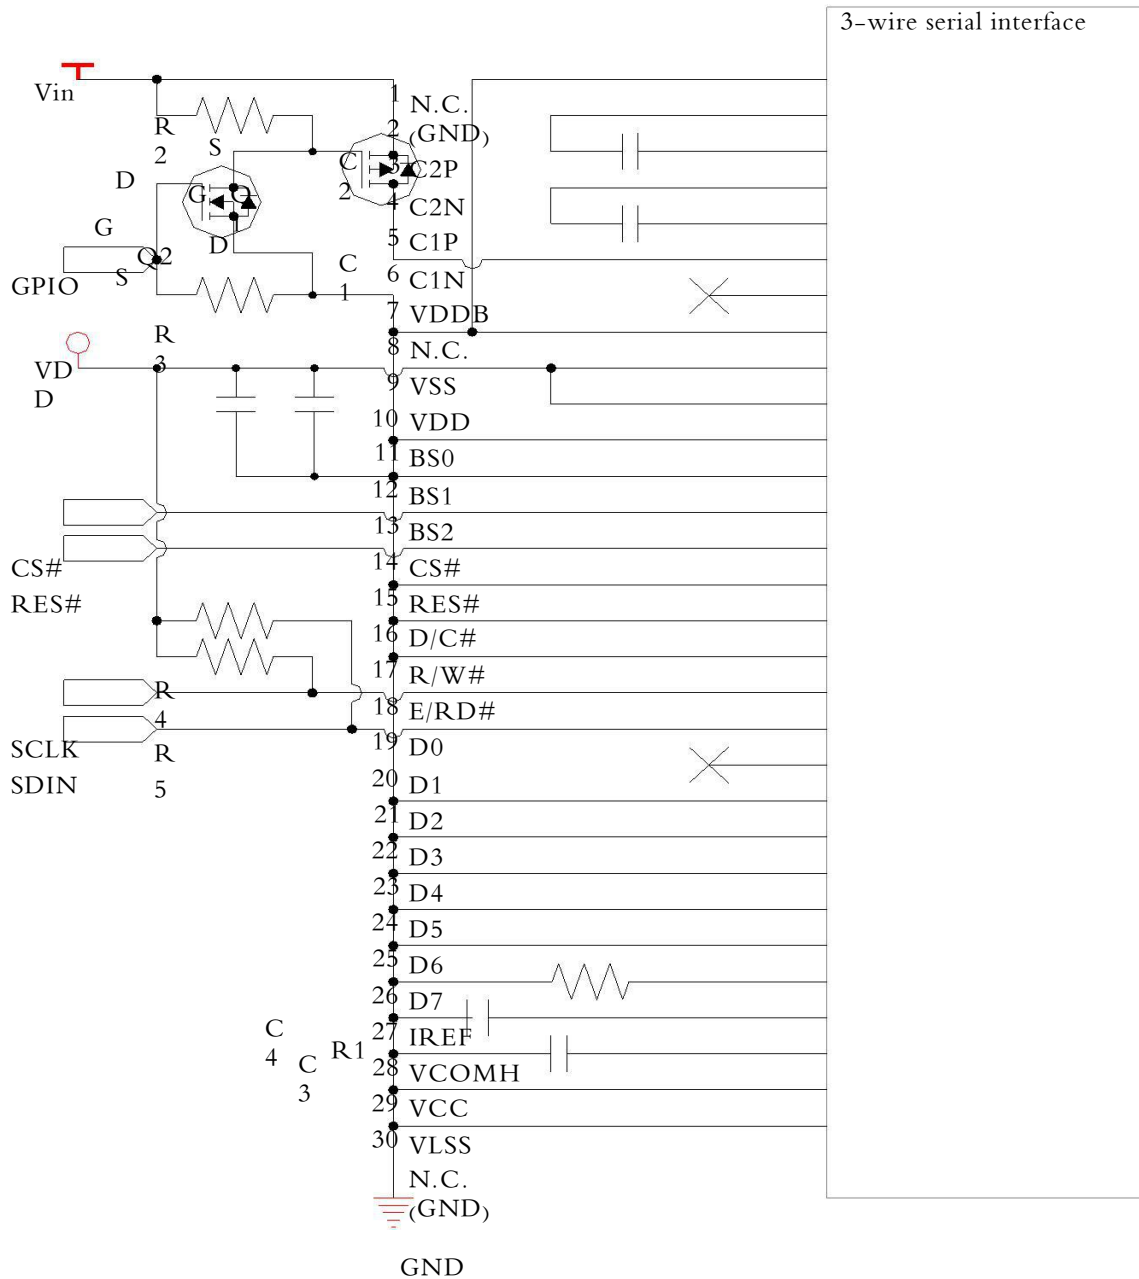 3-wire serial interface
Vin
1
N.C.
(GND)
R
2
S
2
C
2
3
C2P
D
G
Q
1
4
C2N
G
D
5
C1P
Q2
S
GPIO
C
1
6
C1N
7
VDDB
R
3
8
N.C.
VD
D
9
VSS
10
VDD
11
BS0
12
BS1
13
BS2
CS#
14
CS#
RES#
15
RES#
16
D/C#
17
R/W#
R
4
18
E/RD#
SCLK
R
5
19
D0
SDIN
20
D1
21
D2
22
D3
23
D4
24
D5
25
D6
26
D7
C
4
27
IREF
R1
C
3
28
VCOMH
29
VCC
30
VLSS
N.C.
(GND)
GND